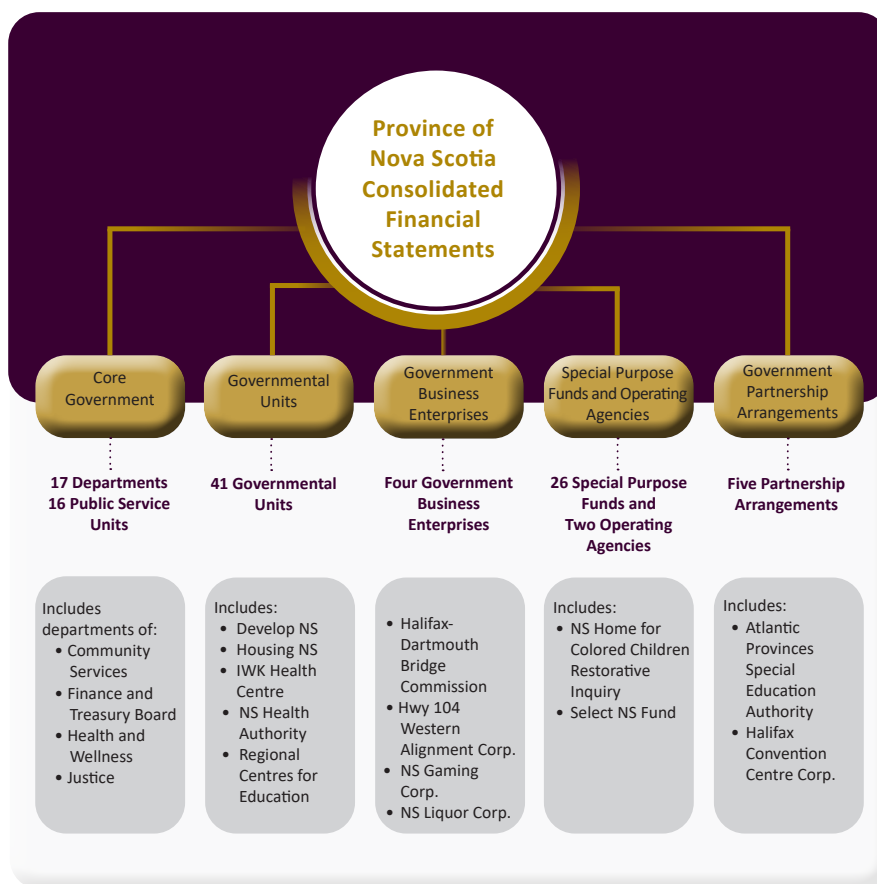 Province of
Nova Scotia
Consolidated
Financial
Statements
Core
Government
Governmental
Units
Government
Business
Enterprises
Special Purpose
Funds and Operating
Agencies
Government
Partnership
Arrangements
17 Departments
16 Public Service
Units
41 Governmental
Units
Four Government
Business
Enterprises
26 Special Purpose
Funds and
Two Operating
Agencies
Five Partnership
Arrangements
Includes
departments of:
• Community
Services
• Finance and
Treasury Board
• Health and
Wellness
• Justice
Includes:
• Develop NS
• Housing NS
• IWK Health
Centre
• NS Health
Authority
• Regional
Centres for
Education
• Halifax-
Dartmouth
Bridge
Commission
• Hwy 104
Western
Alignment Corp.
• NS Gaming
Corp.
• NS Liquor Corp.
Includes:
• NS Home for
Colored Children
Restorative
Inquiry
• Select NS Fund
Includes:
• Atlantic
Provinces
Special
Education
Authority
• Halifax
Convention
Centre Corp.